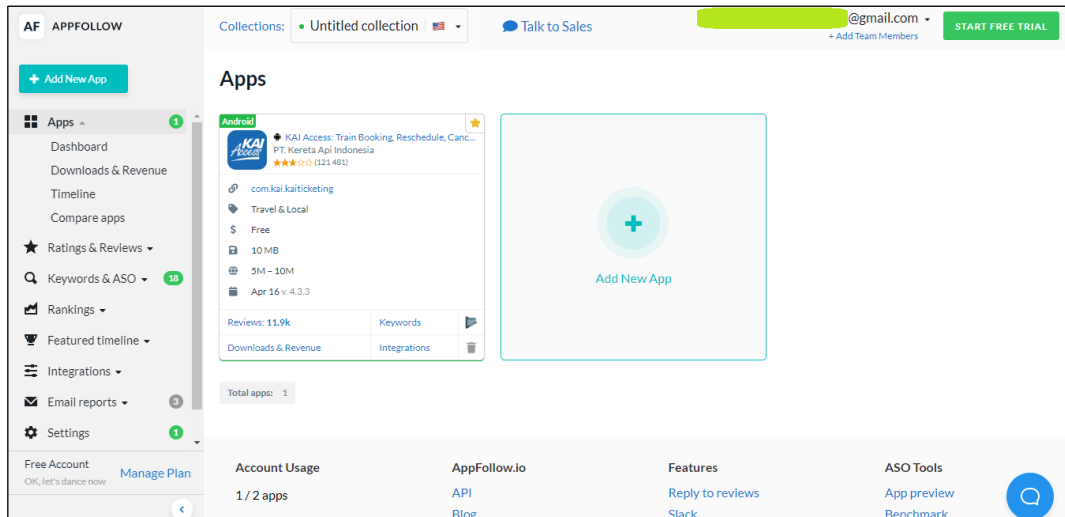 AF APPFOLLOW
Collections: Untitled collection
Talk to Sales
@gmail.com
+ Add Team Members
START FREE TRIAL
+ Add New App
Apps 1
Dashboard
Downloads & Revenue
Timeline
Compare apps
Ratings & Reviews
Keywords & ASO 18
Rankings
Featured timeline
Integrations
Email reports 3
Settings 1
Free Account
OK, let's dance now
Manage Plan
Apps
Android
KAI Access
KAI Access: Train Booking, Reschedule, Canc...
PT. Kereta Api Indonesia
(121 481)
com.kai.kaiticketing
Travel & Local
$ Free
10 MB
5M – 10M
Apr 16 v. 4.3.3
Reviews: 11.9k
Keywords
Downloads & Revenue
Integrations
Add New App
Total apps: 1
Account Usage
1 / 2 apps
AppFollow.io
API
Blog
Features
Reply to reviews
Slack
ASO Tools
App preview
Benchmark